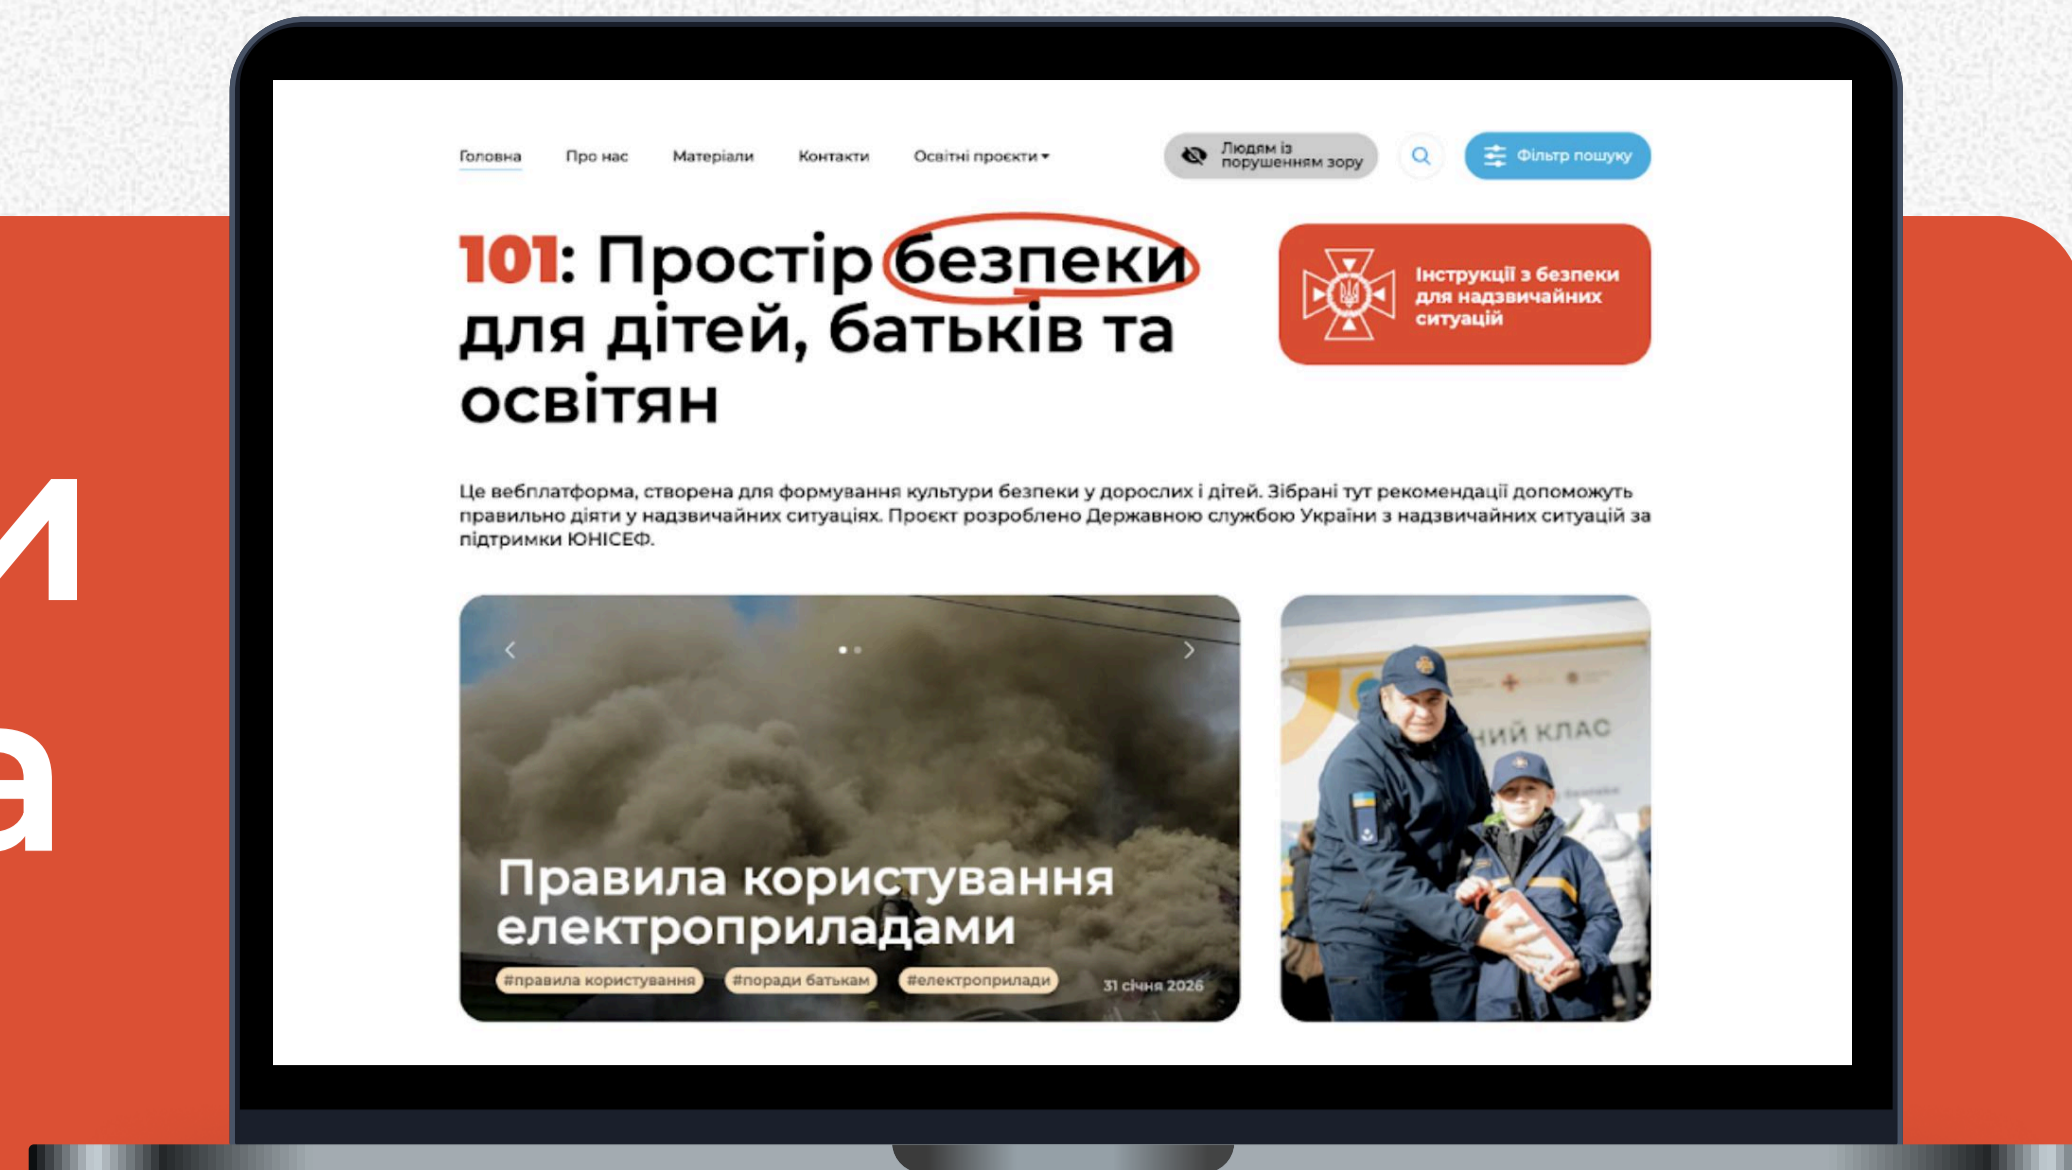 Головна Про нас Матеріали Контакти Освітні проєкти
Людям із
порушенням зору
Фільтр пошуку
101: Простір безпеки
для дітей, батьків та
освітян
Інструкції з безпеки
для надзвичайних
ситуацій
Це вебплатформа, створена для формування культури безпеки у дорослих і дітей. Зібрані тут рекомендації допоможуть
правильно діяти у надзвичайних ситуаціях. Проєкт розроблено Державною службою України з надзвичайних ситуацій за
підтримки ЮНІСЕФ.
и
а
НИЙ КЛАС
Правила користування
електроприладами
#правила користування #поради батькам #електроприлади 31 січня 2026